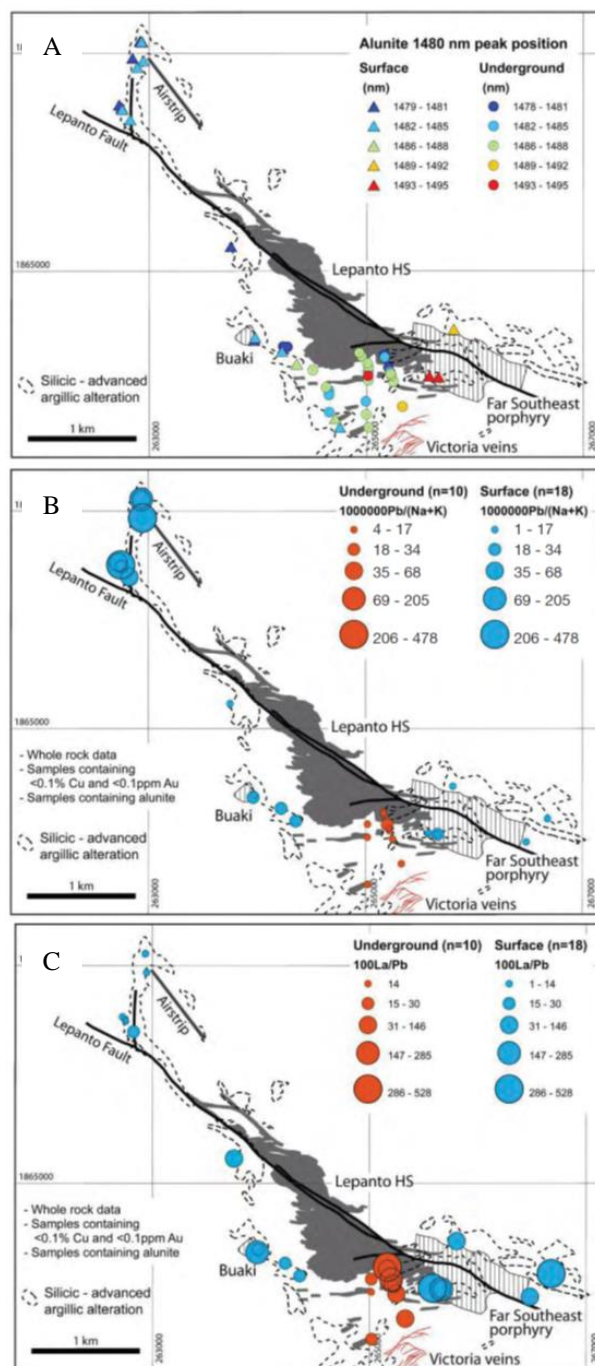 A
Alunite 1480 nm peak position
Surface
(nm)
1479 - 1481
1482 - 1485
1486 - 1488
1489 - 1492
1493 - 1495
Underground
(nm)
1478 - 1481
1482 - 1485
1486 - 1488
1489 - 1492
1493 - 1495
Airstrip
Lepanto Fault
1865000
Lepanto HS
Buaki
Silicic - advanced
argillic alteration
Far Southeast
porphyry
1 km
263000
265000
267000
Victoria veins
B
Underground (n=10)
1000000Pb/(Na+K)
4 - 17
18 - 34
35 - 68
69 - 205
206 - 478
Surface (n=18)
1000000Pb/(Na+K)
1 - 17
18 - 34
35 - 68
69 - 205
206 - 478
Airstrip
Lepanto Fault
1865000
Lepanto HS
- Whole rock data
- Samples containing
<0.1% Cu and <0.1ppm Au
- Samples containing alunite
Buaki
Silicic - advanced
argillic alteration
Far Southeast
porphyry
1 km
263000
265000
267000
Victoria veins
C
Underground (n=10)
100La/Pb
14
15 - 30
31 - 146
147 - 285
286 - 528
Surface (n=18)
100La/Pb
1 - 14
15 - 30
31 - 146
147 - 285
286 - 528
Airstrip
Lepanto Fault
1865000
Lepanto HS
- Whole rock data
- Samples containing
<0.1% Cu and <0.1ppm Au
- Samples containing alunite
Buaki
Silicic - advanced
argillic alteration
Far Southeast
porphyry
1 km
263000
267000
Victoria veins